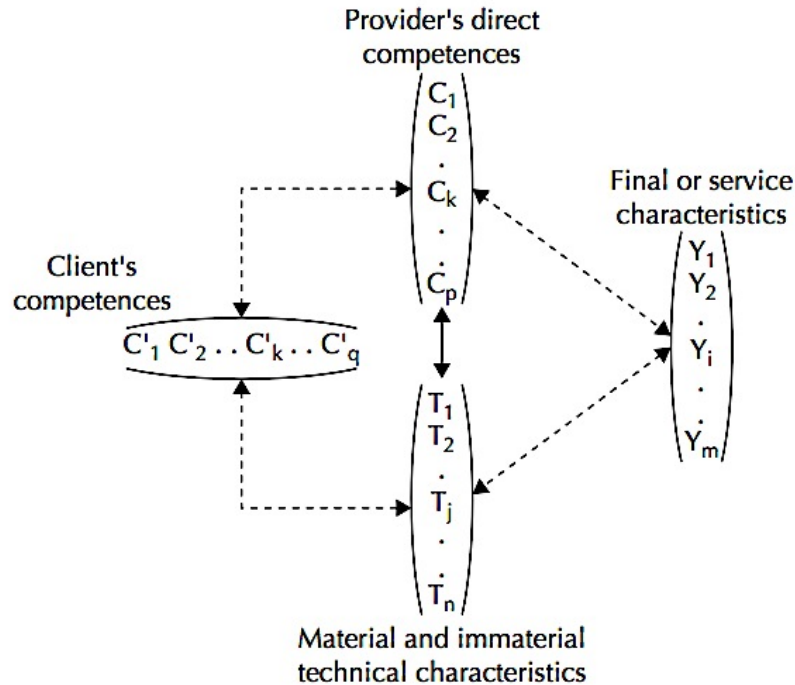 Provider's direct
competences
C₁
C₂
.
Cₖ
.
.
Cₚ
Final or service
characteristics
Y₁
Y₂
.
Yᵢ
.
.
Yₘ
Client's
competences
C'₁ C'₂ . . C'ₖ . . C'q
T₁
T₂
.
Tⱼ
.
.
Tₙ
Material and immaterial
technical characteristics